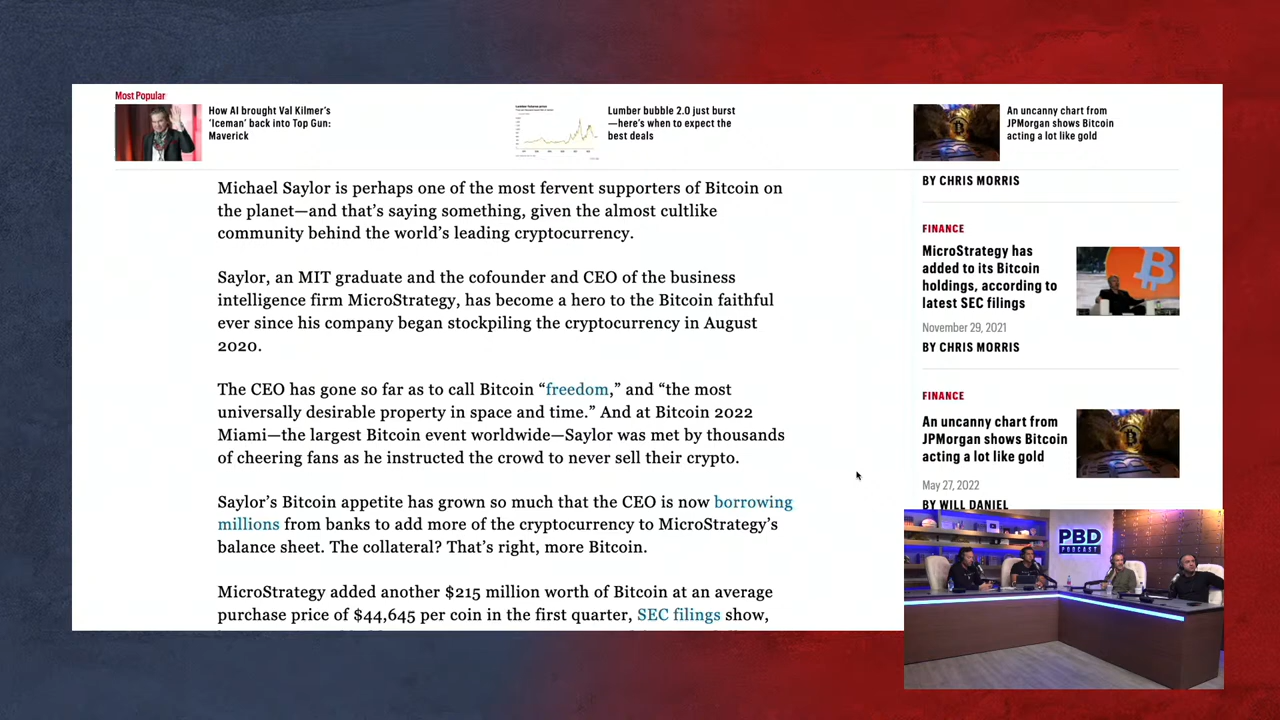 Most Popular
How AI brought Val Kilmer's
'Iceman' back into Top Gun:
Maverick
Lumber bubble 2.0 just burst
—here's when to expect the
best deals
An uncanny chart from
JPMorgan shows Bitcoin
acting a lot like gold
Michael Saylor is perhaps one of the most fervent supporters of Bitcoin on
the planet—and that's saying something, given the almost cultlike
community behind the world's leading cryptocurrency.
Saylor, an MIT graduate and the cofounder and CEO of the business
intelligence firm MicroStrategy, has become a hero to the Bitcoin faithful
ever since his company began stockpiling the cryptocurrency in August
2020.
The CEO has gone so far as to call Bitcoin “freedom,” and “the most
universally desirable property in space and time.” And at Bitcoin 2022
Miami—the largest Bitcoin event worldwide—Saylor was met by thousands
of cheering fans as he instructed the crowd to never sell their crypto.
Saylor’s Bitcoin appetite has grown so much that the CEO is now borrowing
millions from banks to add more of the cryptocurrency to MicroStrategy’s
balance sheet. The collateral? That’s right, more Bitcoin.
MicroStrategy added another $215 million worth of Bitcoin at an average
purchase price of $44,645 per coin in the first quarter, SEC filings show,
BY CHRIS MORRIS
FINANCE
MicroStrategy has
added to its Bitcoin
holdings, according to
latest SEC filings
November 29, 2021
BY CHRIS MORRIS
FINANCE
An uncanny chart from
JPMorgan shows Bitcoin
acting a lot like gold
May 27, 2022
BY WILL DANIEL
PBD
PODCAST